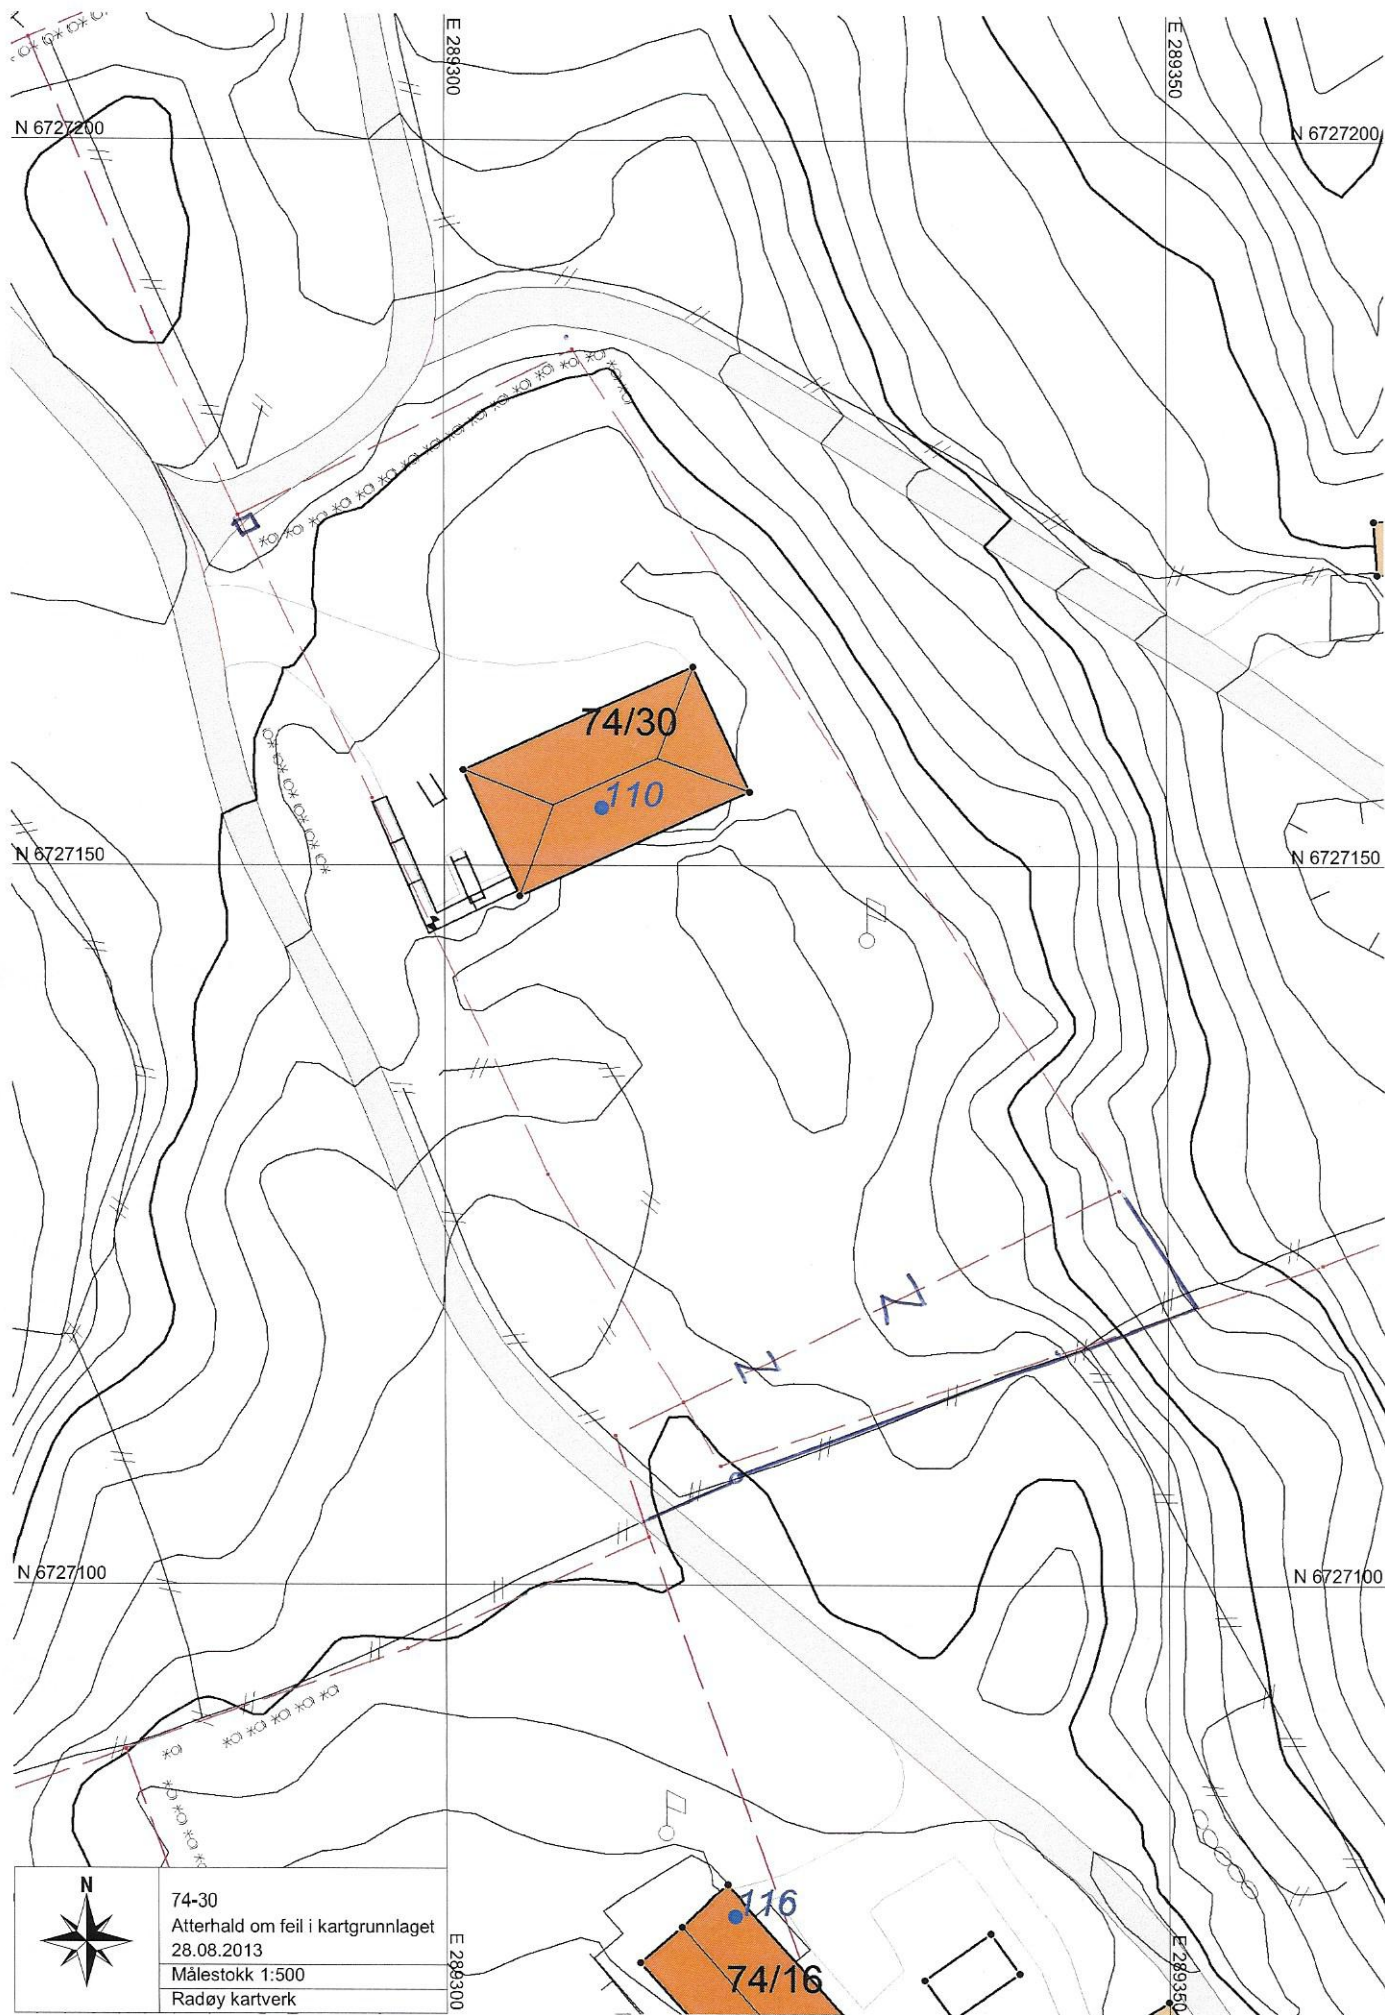 E 289300
E 289350
N 6727200
N 6727200
74/30
110
N 6727150
N 6727150
N 6727100
N 6727100
116
74/16
E 289300
E 289350
N
74-30
Atterhald om feil i kartgrunnlaget
28.08.2013
Målestokk 1:500
Radøy kartverk